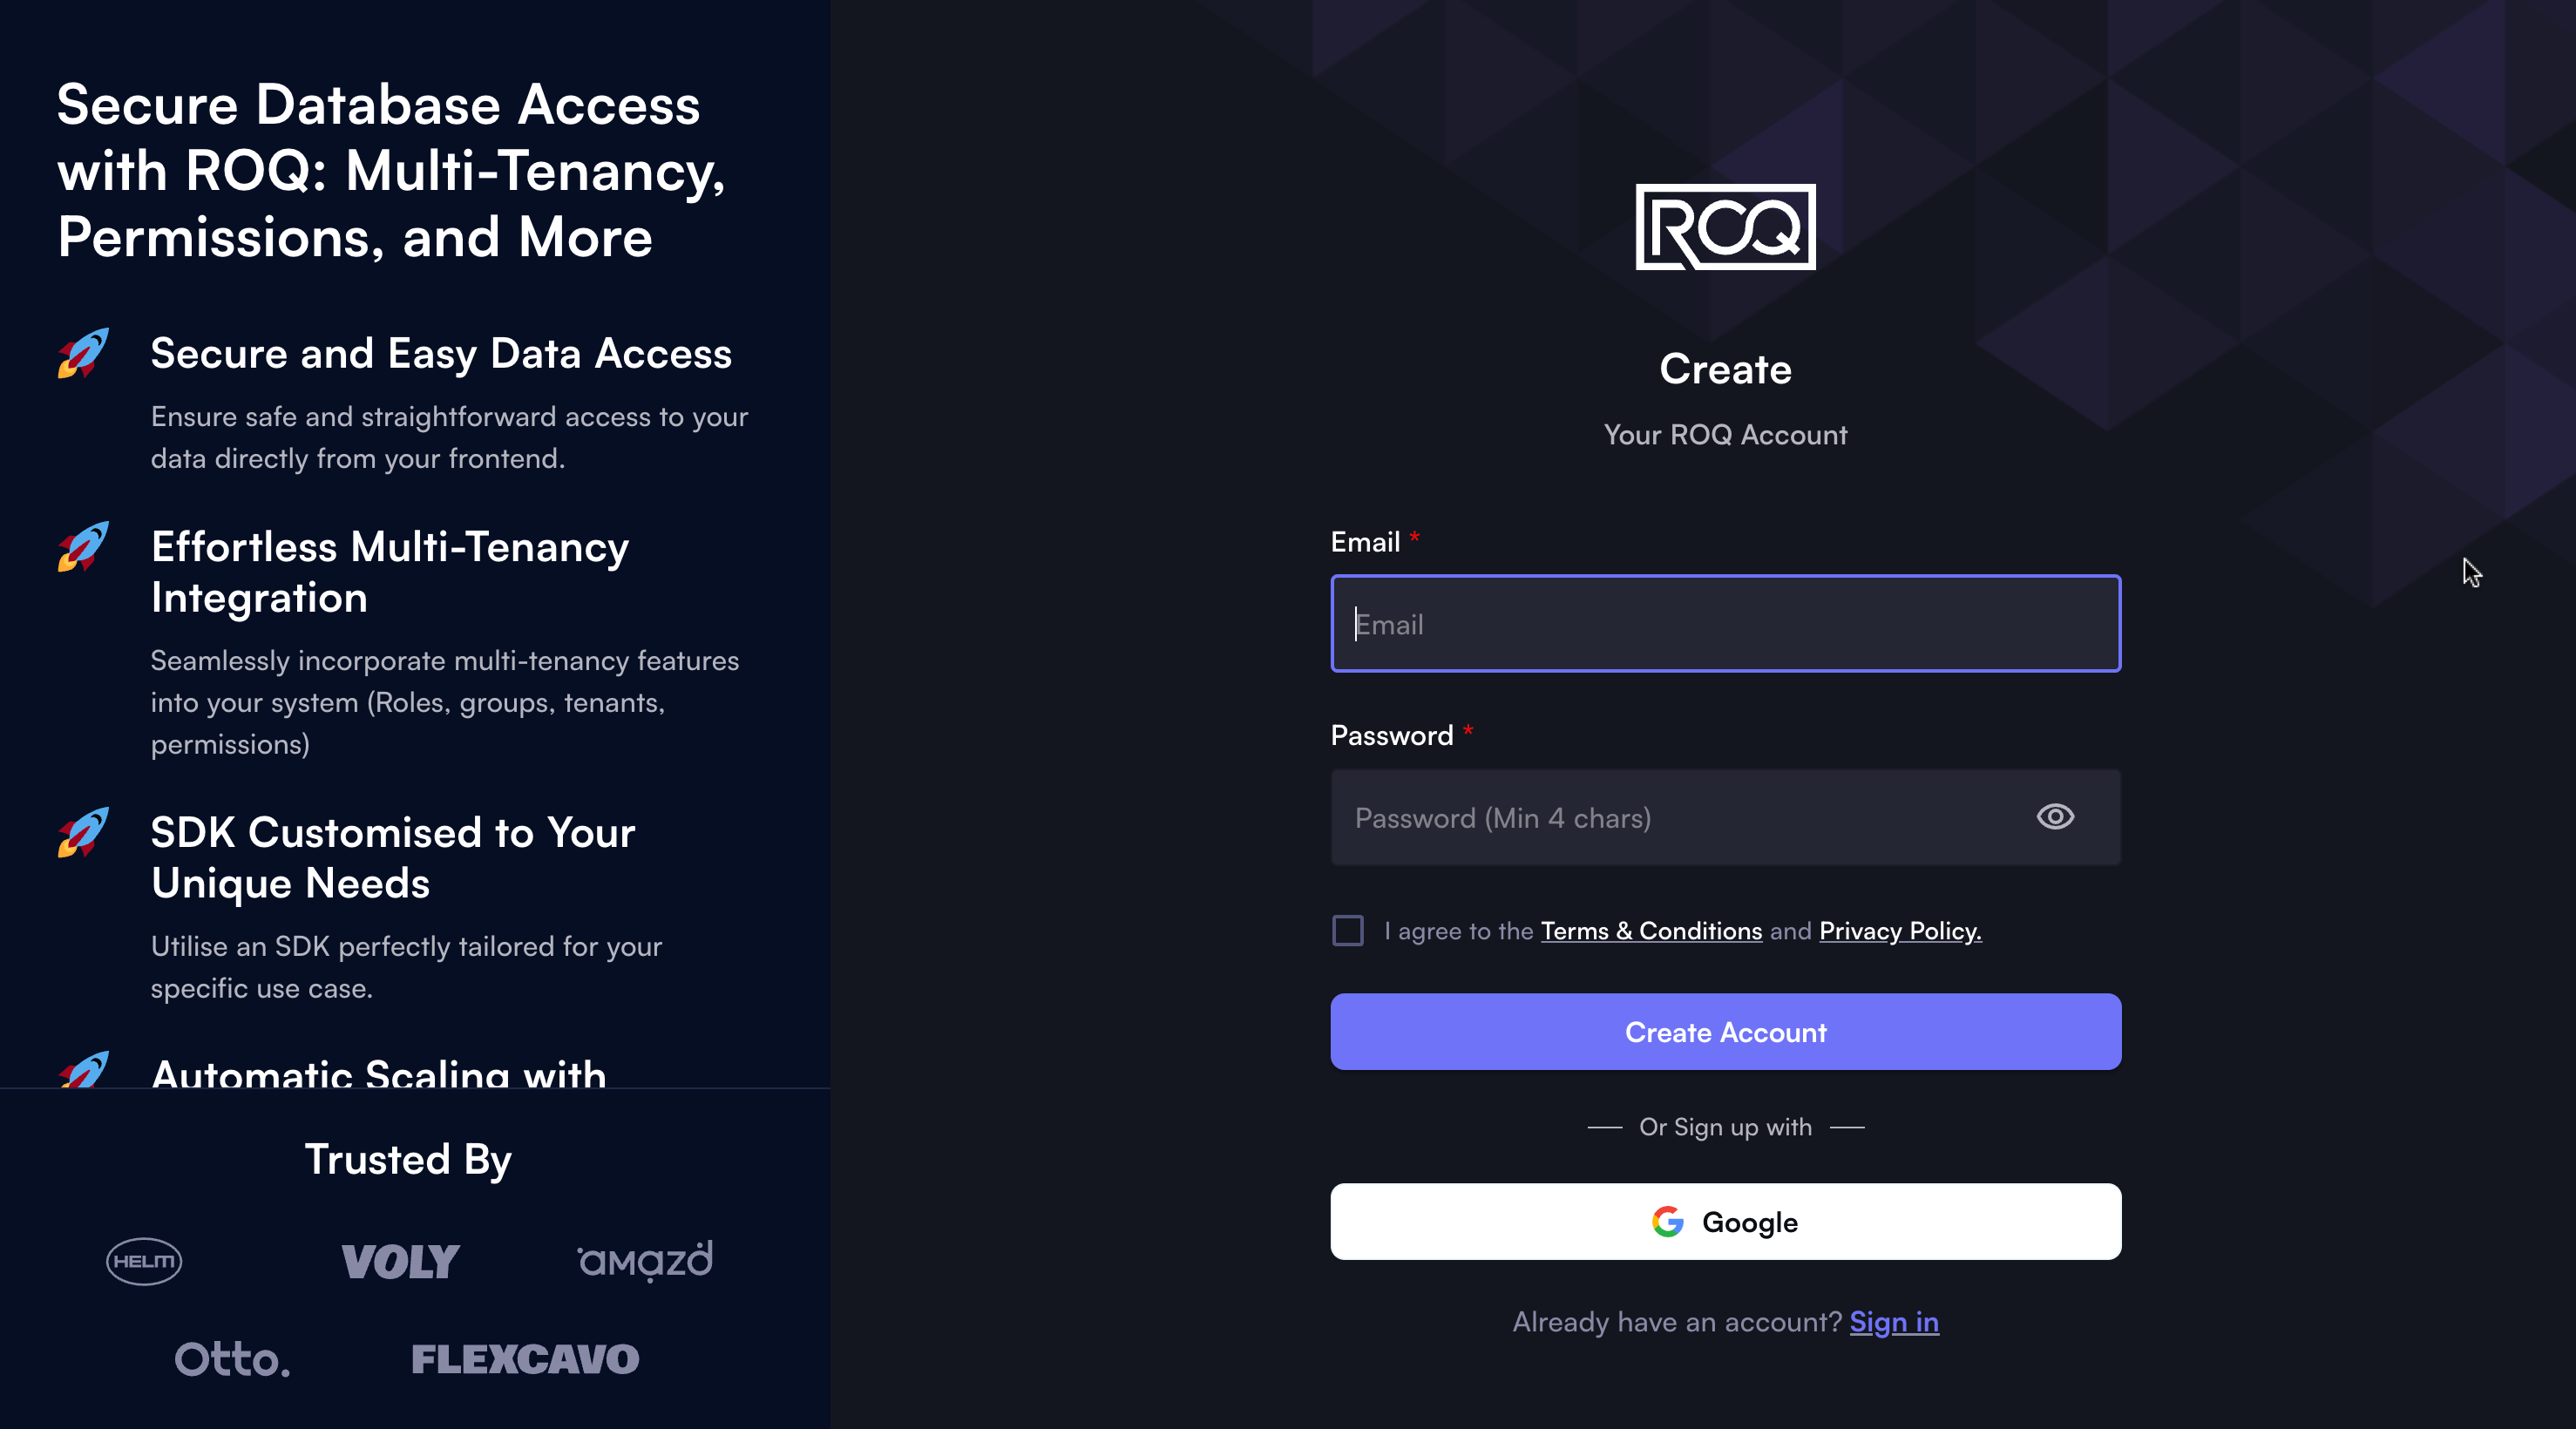 Secure Database Access
with ROQ: Multi-Tenancy,
Permissions, and More
Secure and Easy Data Access
Ensure safe and straightforward access to your
data directly from your frontend.
Effortless Multi-Tenancy
Integration
Seamlessly incorporate multi-tenancy features
into your system (Roles, groups, tenants,
permissions)
SDK Customised to Your
Unique Needs
Utilise an SDK perfectly tailored for your
specific use case.
Automatic Scaling with
Trusted By
HELM
VOLY
amazd
Otto.
FLEXCAVO
ROQ
Create
Your ROQ Account
Email *
Email
Password *
Password (Min 4 chars)
I agree to the Terms & Conditions and Privacy Policy.
Create Account
Or Sign up with
Google
Already have an account? Sign in